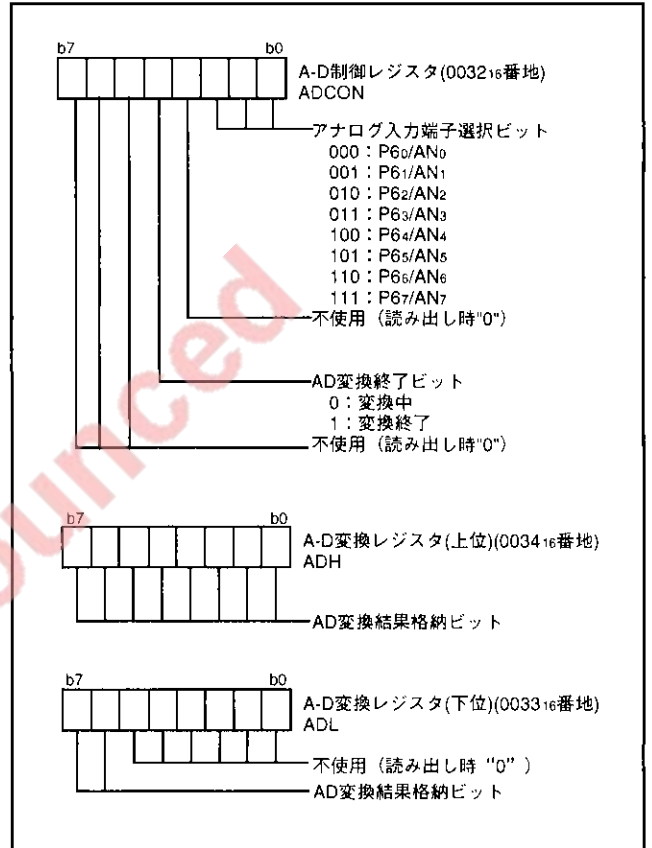 b7 b0
A-D制御レジスタ(0032₁₆番地)
ADCON
アナログ入力端子選択ビット
000：P6₀/AN₀
001：P6₁/AN₁
010：P6₂/AN₂
011：P6₃/AN₃
100：P6₄/AN₄
101：P6₅/AN₅
110：P6₆/AN₆
111：P6₇/AN₇
不使用（読み出し時"0"）
AD変換終了ビット
0：変換中
1：変換終了
不使用（読み出し時"0"）
b7 b0
A-D変換レジスタ(上位)(0034₁₆番地)
ADH
AD変換結果格納ビット
b7 b0
A-D変換レジスタ(下位)(0033₁₆番地)
ADL
不使用（読み出し時 "0" ）
AD変換結果格納ビット
ounced